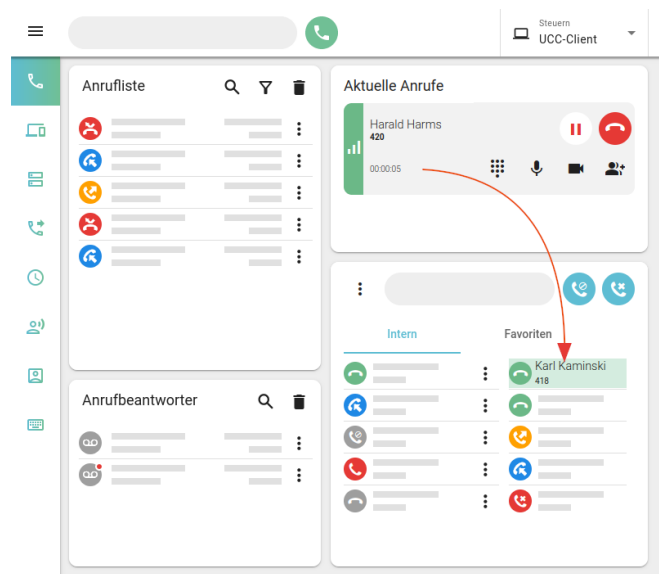 Steuern
UCC-Client
Anrufliste
Aktuelle Anrufe
Harald Harms
420
00:00:05
Intern
Favoriten
Karl Kaminski
418
Anrufbeantworter